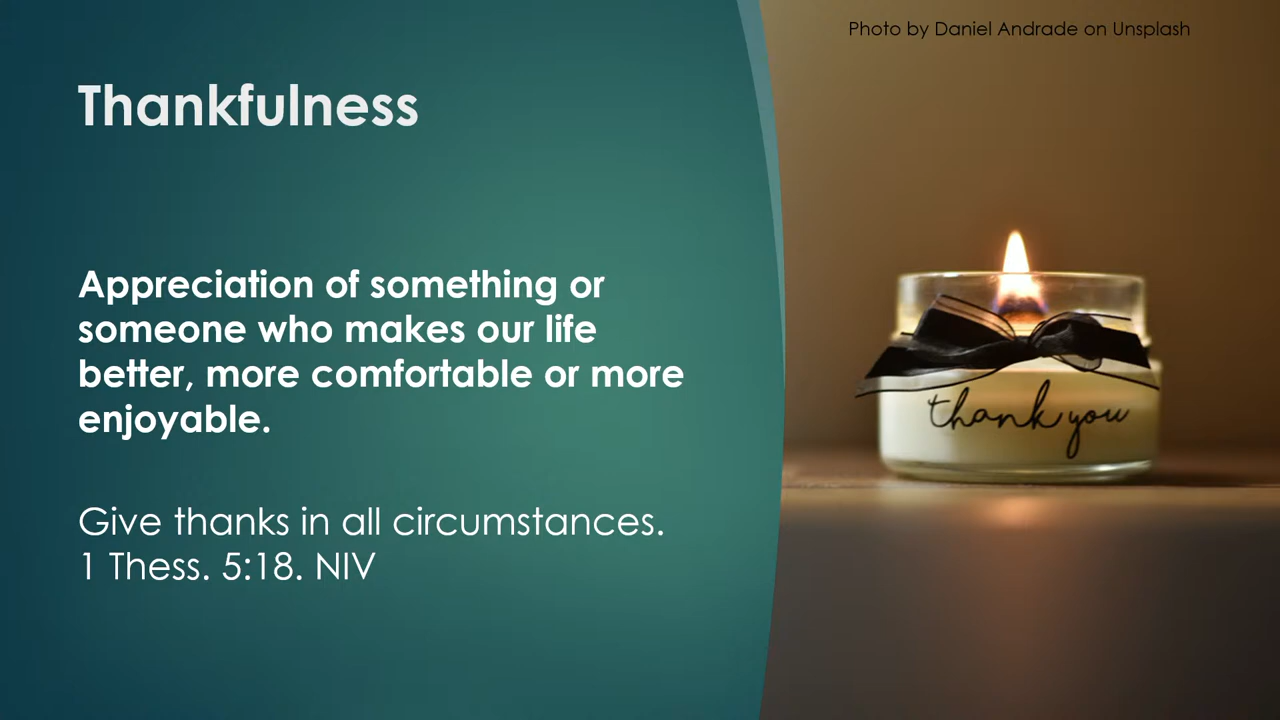 Photo by Daniel Andrade on Unsplash
Thankfulness
Appreciation of something or
someone who makes our life
better, more comfortable or more
enjoyable.
Give thanks in all circumstances.
1 Thess. 5:18. NIV
thank you